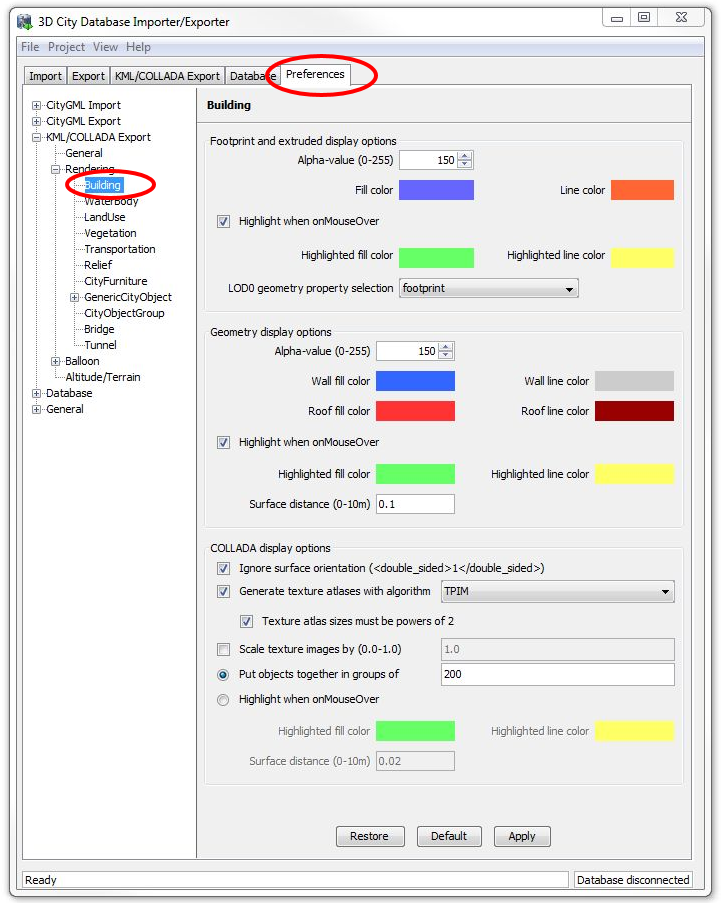 3D City Database Importer/Exporter
File Project View Help
Import Export KML/COLLADA Export Database Preferences
CityGML Import
CityGML Export
KML/COLLADA Export
General
Rendering
Building
WaterBody
LandUse
Vegetation
Transportation
Relief
CityFurniture
GenericCityObject
CityObjectGroup
Bridge
Tunnel
Balloon
Altitude/Terrain
Database
General
Building
Footprint and extruded display options
Alpha-value (0-255) 150
Fill color Line color
Highlight when onMouseOver
Highlighted fill color Highlighted line color
LOD0 geometry property selection footprint
Geometry display options
Alpha-value (0-255) 150
Wall fill color Wall line color
Roof fill color Roof line color
Highlight when onMouseOver
Highlighted fill color Highlighted line color
Surface distance (0-10m) 0.1
COLLADA display options
Ignore surface orientation (<double_sided>1</double_sided>)
Generate texture atlases with algorithm TPIM
Texture atlas sizes must be powers of 2
Scale texture images by (0.0-1.0) 1.0
Put objects together in groups of 200
Highlight when onMouseOver
Highlighted fill color Highlighted line color
Surface distance (0-10m) 0.02
Restore Default Apply
Ready Database disconnected